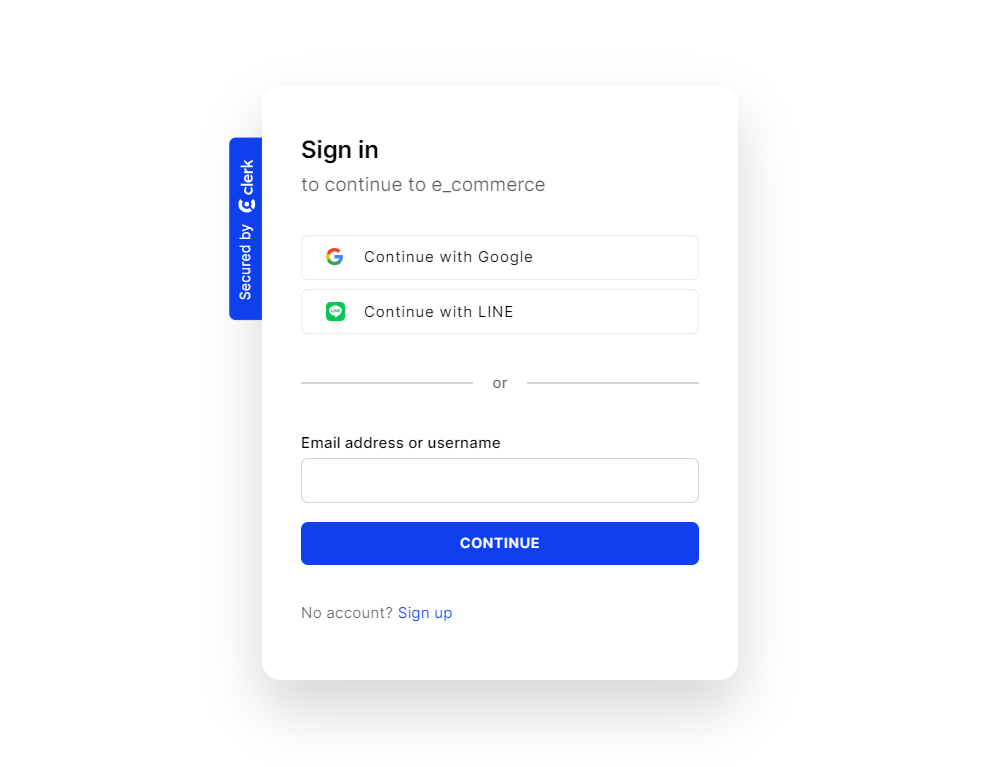 Sign in
to continue to e_commerce
Secured by clerk
Continue with Google
LINE
Continue with LINE
or
Email address or username
CONTINUE
No account? Sign up